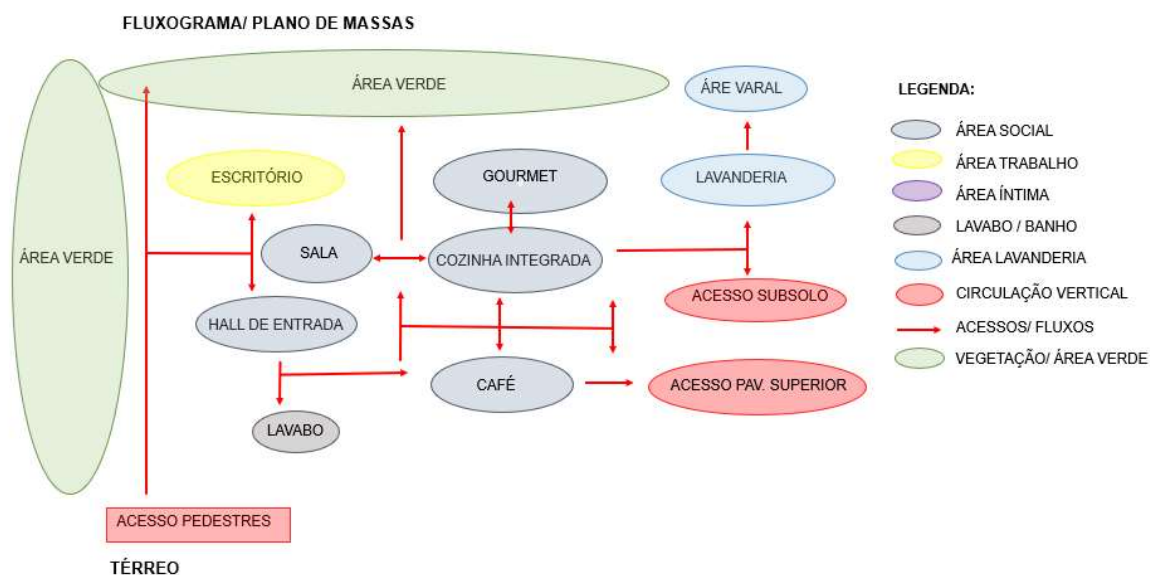 FLUXOGRAMA/ PLANO DE MASSAS
ÁREA VERDE
ÁRE VARAL
ESCRITÓRIO
GOURMET
LAVANDERIA
ÁREA VERDE
SALA
COZINHA INTEGRADA
ACESSO SUBSOLO
HALL DE ENTRADA
CAFÉ
ACESSO PAV. SUPERIOR
LAVABO
ACESSO PEDESTRES
TÉRREO
LEGENDA:
ÁREA SOCIAL
ÁREA TRABALHO
ÁREA ÍNTIMA
LAVABO / BANHO
ÁREA LAVANDERIA
CIRCULAÇÃO VERTICAL
ACESSOS/ FLUXOS
VEGETAÇÃO/ ÁREA VERDE